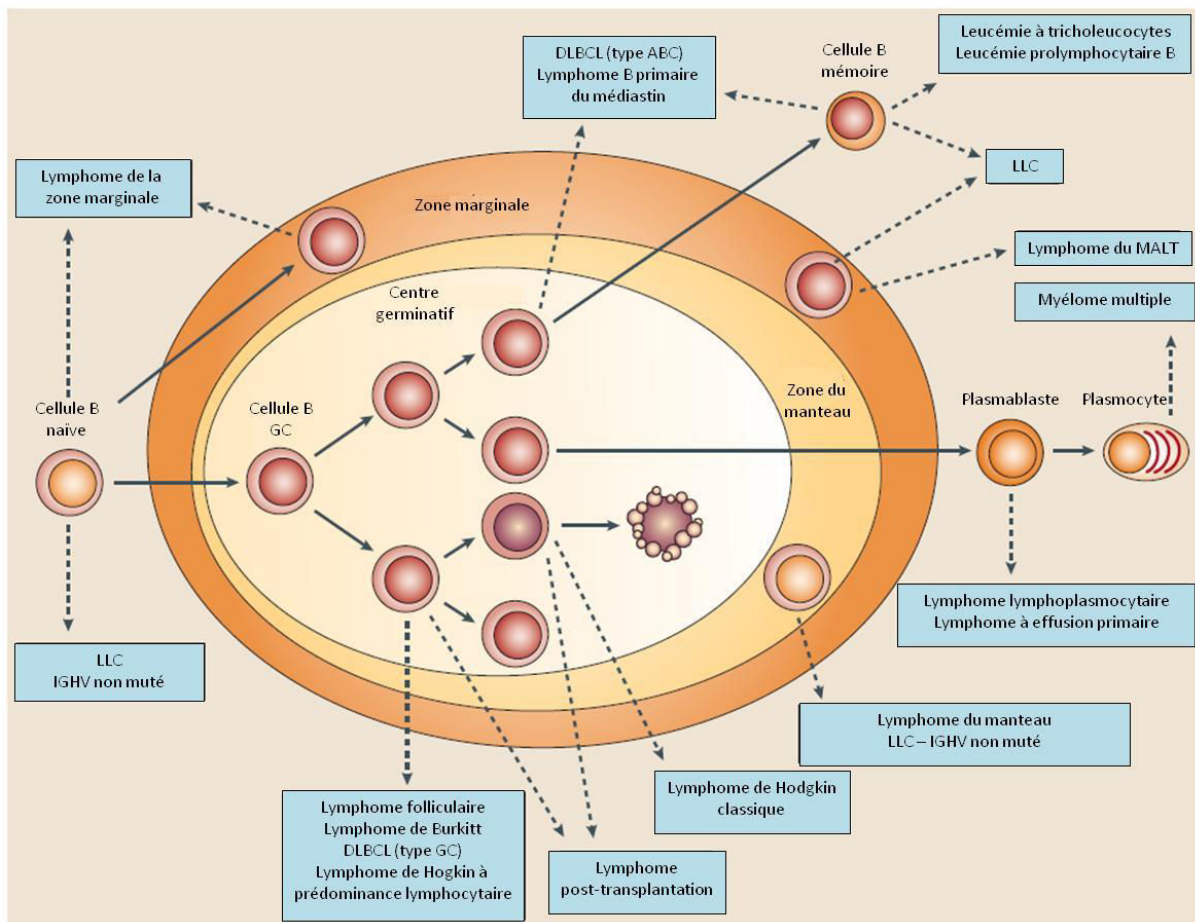 DLBCL (type ABC)
Lymphome B primaire
du médiastin
Cellule B
mémoire
Leucémie à tricholeucocytes
Leucémie prolymphocytaire B
LLC
Lymphome de la
zone marginale
Zone marginale
Lymphome du MALT
Myélome multiple
Centre
germinatif
Cellule B
naïve
Cellule B
GC
Zone du
manteau
Plasmablaste
Plasmocyte
LLC
IGHV non muté
Lymphome lymphoplasmocytaire
Lymphome à effusion primaire
Lymphome du manteau
LLC – IGHV non muté
Lymphome de Hodgkin
classique
Lymphome folliculaire
Lymphome de Burkitt
DLBCL (type GC)
Lymphome de Hogkin à
prédominance lymphocytaire
Lymphome
post-transplantation